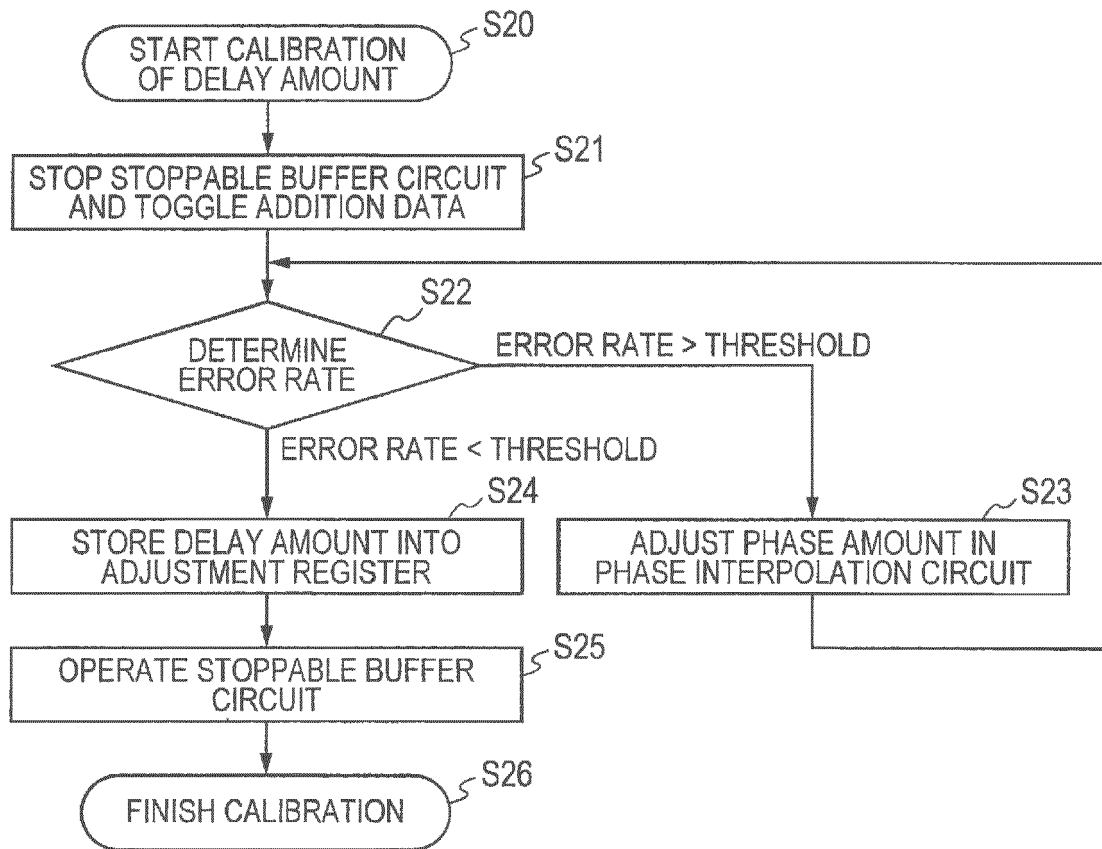 S20
START CALIBRATION
OF DELAY AMOUNT
S21
STOP STOPPABLE BUFFER CIRCUIT
AND TOGGLE ADDITION DATA
S22
DETERMINE
ERROR RATE
ERROR RATE > THRESHOLD
ERROR RATE < THRESHOLD
S24
STORE DELAY AMOUNT INTO
ADJUSTMENT REGISTER
S23
ADJUST PHASE AMOUNT IN
PHASE INTERPOLATION CIRCUIT
S25
OPERATE STOPPABLE BUFFER
CIRCUIT
S26
FINISH CALIBRATION